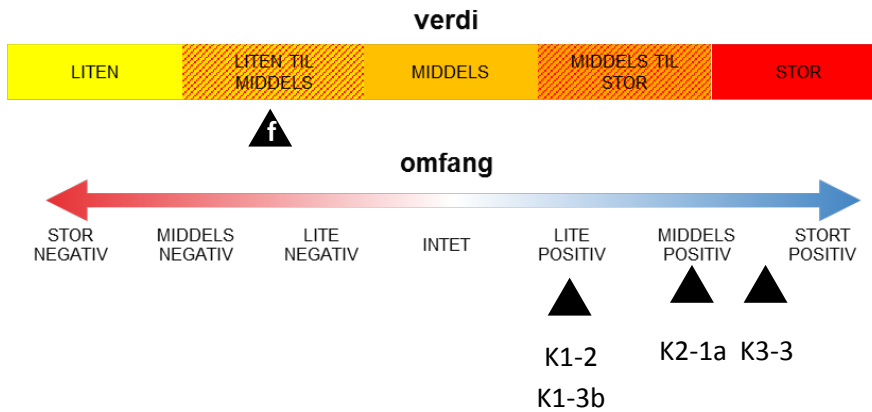 verdi
LITEN
LITEN TIL
MIDDELS
MIDDELS
MIDDELS TIL
STOR
STOR
f
omfang
STOR
NEGATIV
MIDDELS
NEGATIV
LITE
NEGATIV
INTET
LITE
POSITIV
MIDDELS
POSITIV
STORT
POSITIV
K1-2
K1-3b
K2-1a
K3-3